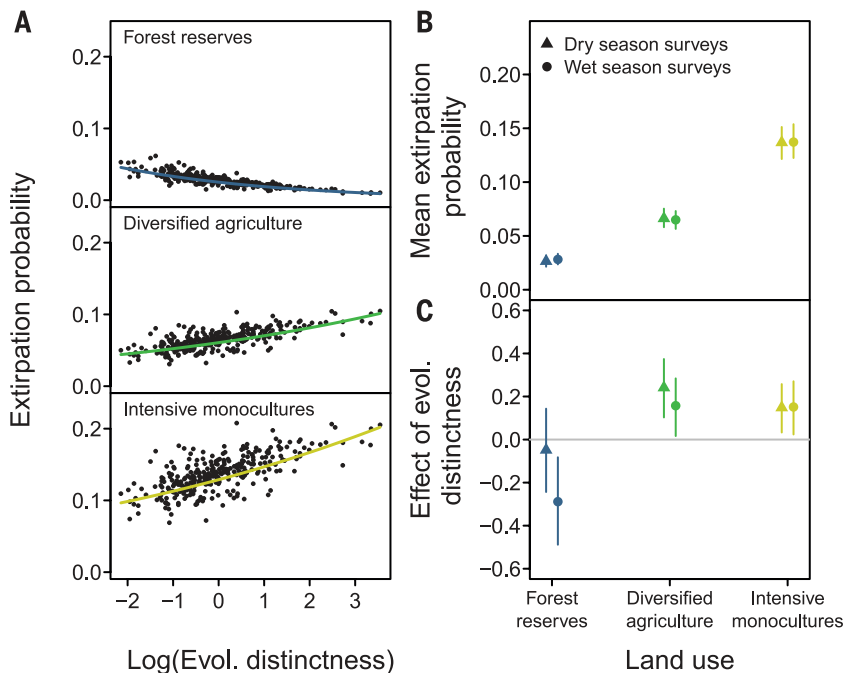 A
Extirpation probability
Forest reserves
0.2
0.1
0.0
Diversified agriculture
0.2
0.1
0.0
Intensive monocultures
0.2
0.1
0.0
−2 −1 0 1 2 3
Log(Evol. distinctness)
B
Mean extirpation
probability
▲ Dry season surveys
● Wet season surveys
0.20
0.15
0.10
0.05
0.00
C
Effect of evol.
distinctness
0.6
0.4
0.2
0.0
−0.2
−0.4
−0.6
Forest
reserves
Diversified
agriculture
Intensive
monocultures
Land use